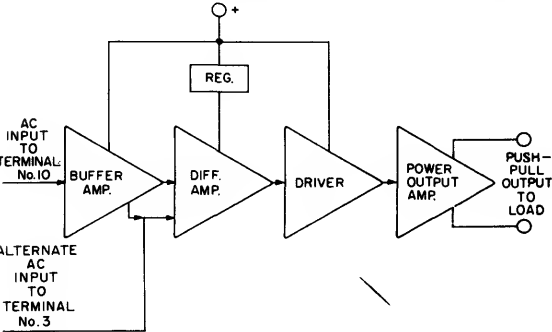 +
REG.
AC
INPUT
TO
TERMINAL:
No.10
BUFFER
AMP.
DIFF.
AMP.
DRIVER
POWER
OUTPUT
AMP.
PUSH-
PULL
OUTPUT
TO
LOAD
ALTERNATE
AC
INPUT
TO
TERMINAL
No.3